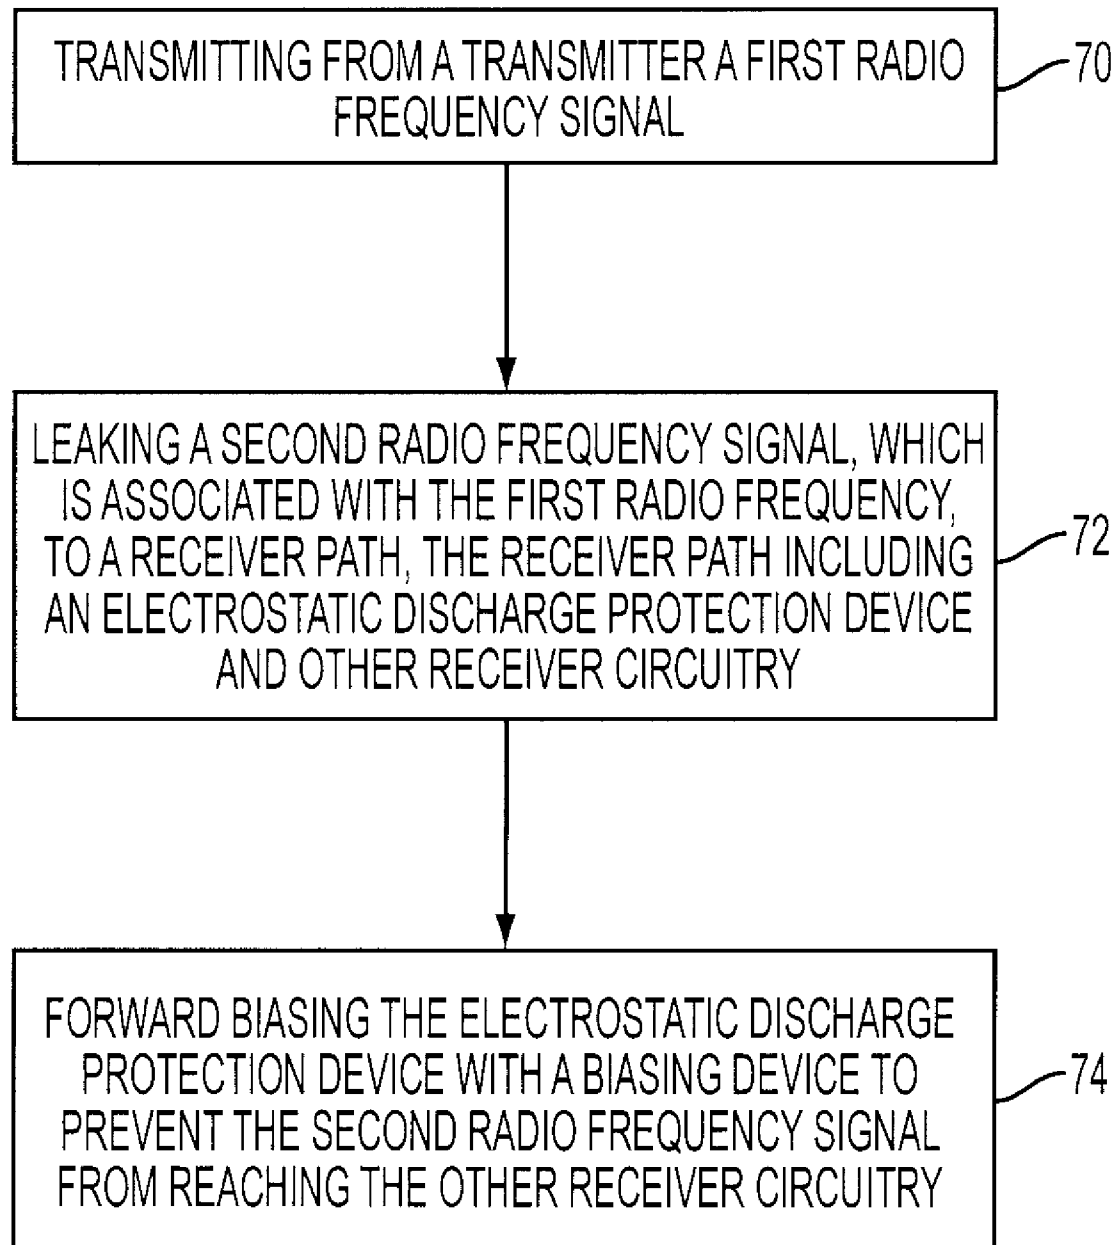 TRANSMITTING FROM A TRANSMITTER A FIRST RADIO
FREQUENCY SIGNAL
70
LEAKING A SECOND RADIO FREQUENCY SIGNAL, WHICH
IS ASSOCIATED WITH THE FIRST RADIO FREQUENCY,
TO A RECEIVER PATH, THE RECEIVER PATH INCLUDING
AN ELECTROSTATIC DISCHARGE PROTECTION DEVICE
AND OTHER RECEIVER CIRCUITRY
72
FORWARD BIASING THE ELECTROSTATIC DISCHARGE
PROTECTION DEVICE WITH A BIASING DEVICE TO
PREVENT THE SECOND RADIO FREQUENCY SIGNAL
FROM REACHING THE OTHER RECEIVER CIRCUITRY
74